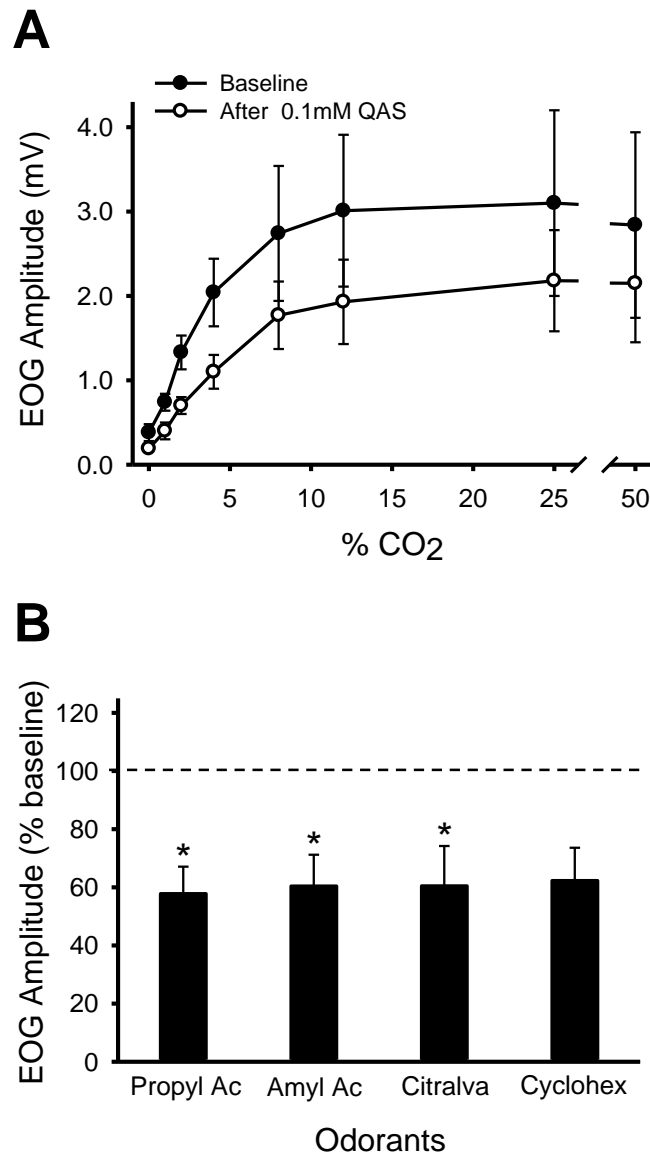 A
Baseline
After 0.1mM QAS
EOG Amplitude (mV)
4.0
3.0
2.0
1.0
0.0
0 5 10 15 20 25 50
% CO2
B
EOG Amplitude (% baseline)
120
100
80
60
40
20
0
* * *
Propyl Ac Amyl Ac Citralva Cyclohex
Odorants